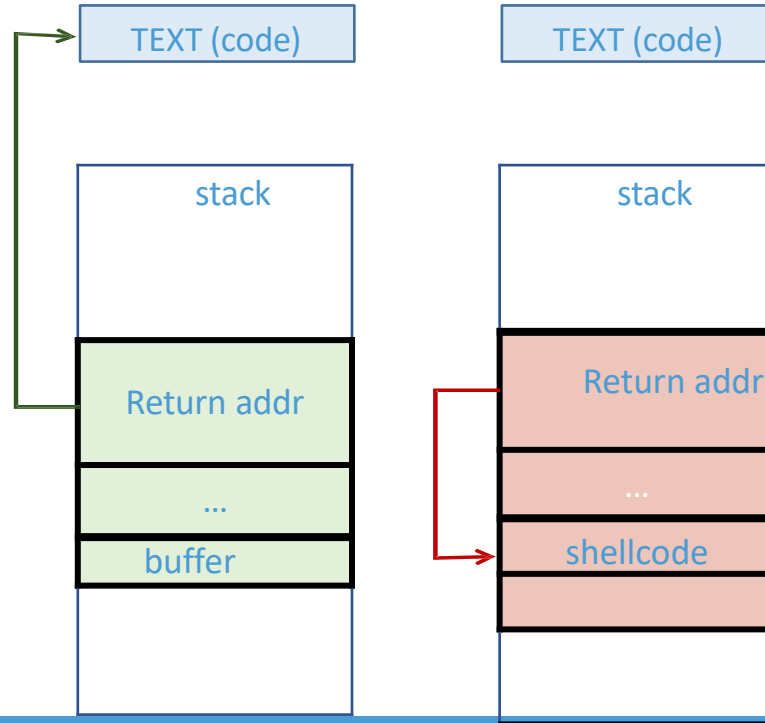 TEXT (code)
stack
Return addr
...
buffer
TEXT (code)
stack
Return addr
...
shellcode